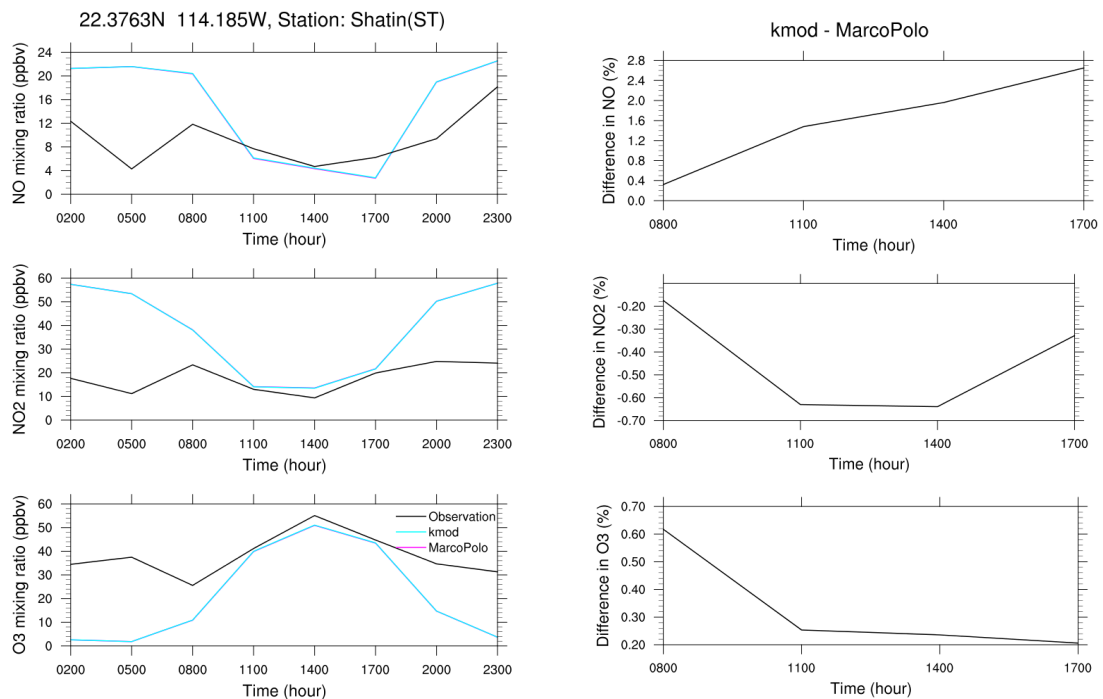 22.3763N 114.185W, Station: Shatin(ST)
NO mixing ratio (ppbv)
24
20
16
12
8
4
0
0200 0500 0800 1100 1400 1700 2000 2300
Time (hour)
NO2 mixing ratio (ppbv)
60
50
40
30
20
10
0
0200 0500 0800 1100 1400 1700 2000 2300
Time (hour)
O3 mixing ratio (ppbv)
60
50
40
30
20
10
0
Observation
kmod
MarcoPolo
0200 0500 0800 1100 1400 1700 2000 2300
Time (hour)
kmod - MarcoPolo
Difference in NO (%)
2.8
2.4
2.0
1.6
1.2
0.8
0.4
0.0
0800 1100 1400 1700
Time (hour)
Difference in NO2 (%)
-0.20
-0.30
-0.40
-0.50
-0.60
-0.70
0800 1100 1400 1700
Time (hour)
Difference in O3 (%)
0.70
0.60
0.50
0.40
0.30
0.20
0800 1100 1400 1700
Time (hour)